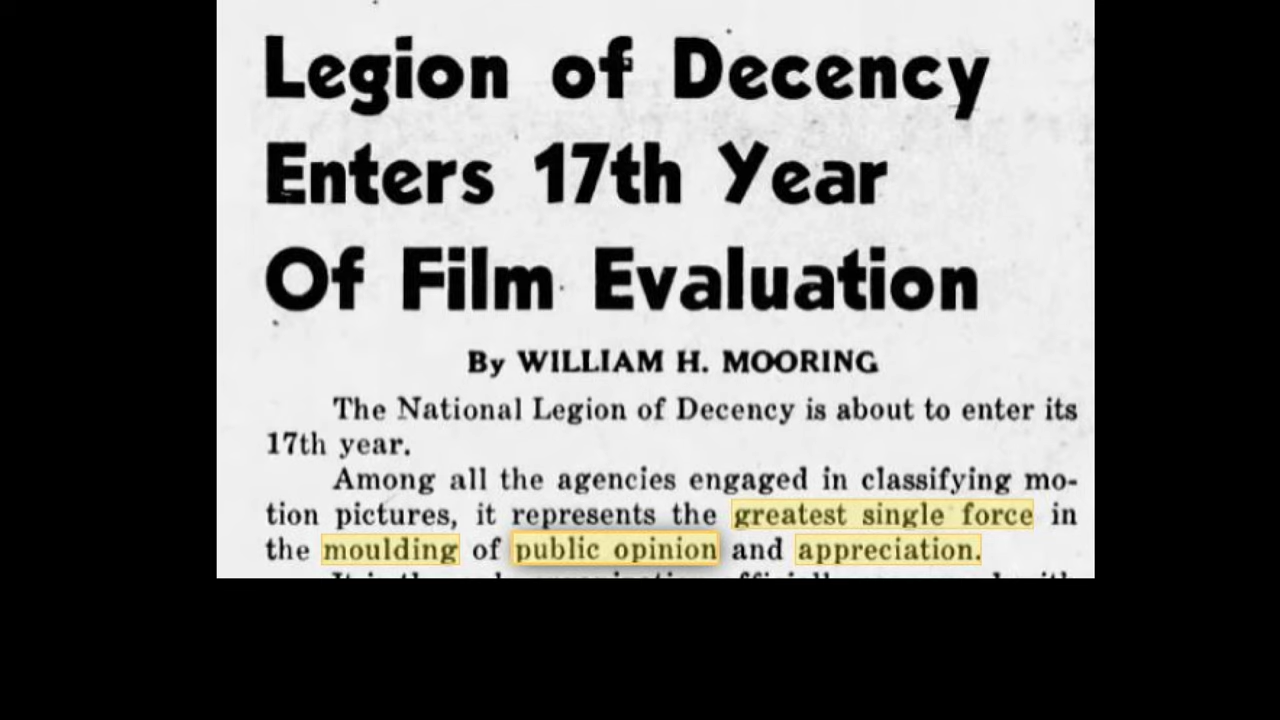 Legion of Decency
Enters 17th Year
Of Film Evaluation
By WILLIAM H. MOORING
The National Legion of Decency is about to enter its
17th year.
Among all the agencies engaged in classifying mo-
tion pictures, it represents the greatest single force in
the moulding of public opinion and appreciation.